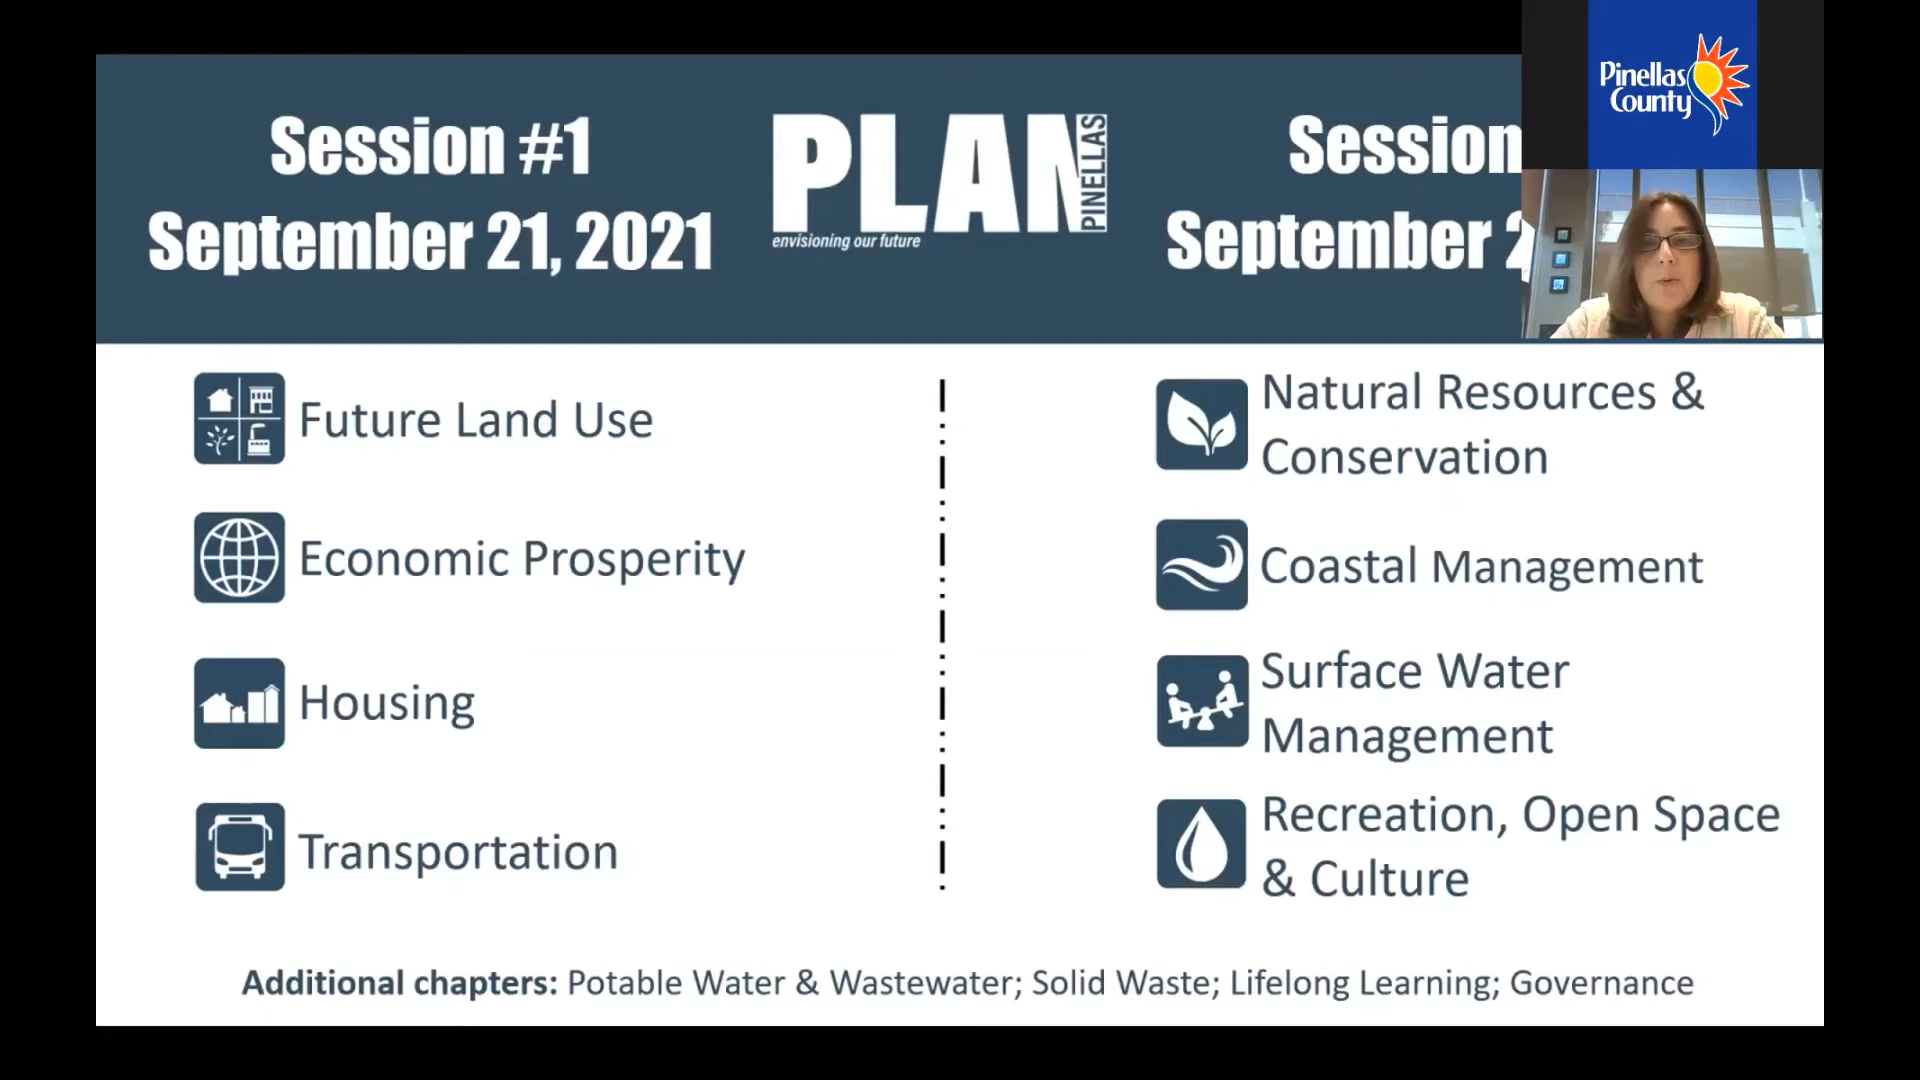 Session #1
September 21, 2021
PLAN
PINELLAS
envisioning our future
Session
September 2
Pinellas
County
Future Land Use
Economic Prosperity
Housing
Transportation
Natural Resources &
Conservation
Coastal Management
Surface Water
Management
Recreation, Open Space
& Culture
Additional chapters: Potable Water & Wastewater; Solid Waste; Lifelong Learning; Governance